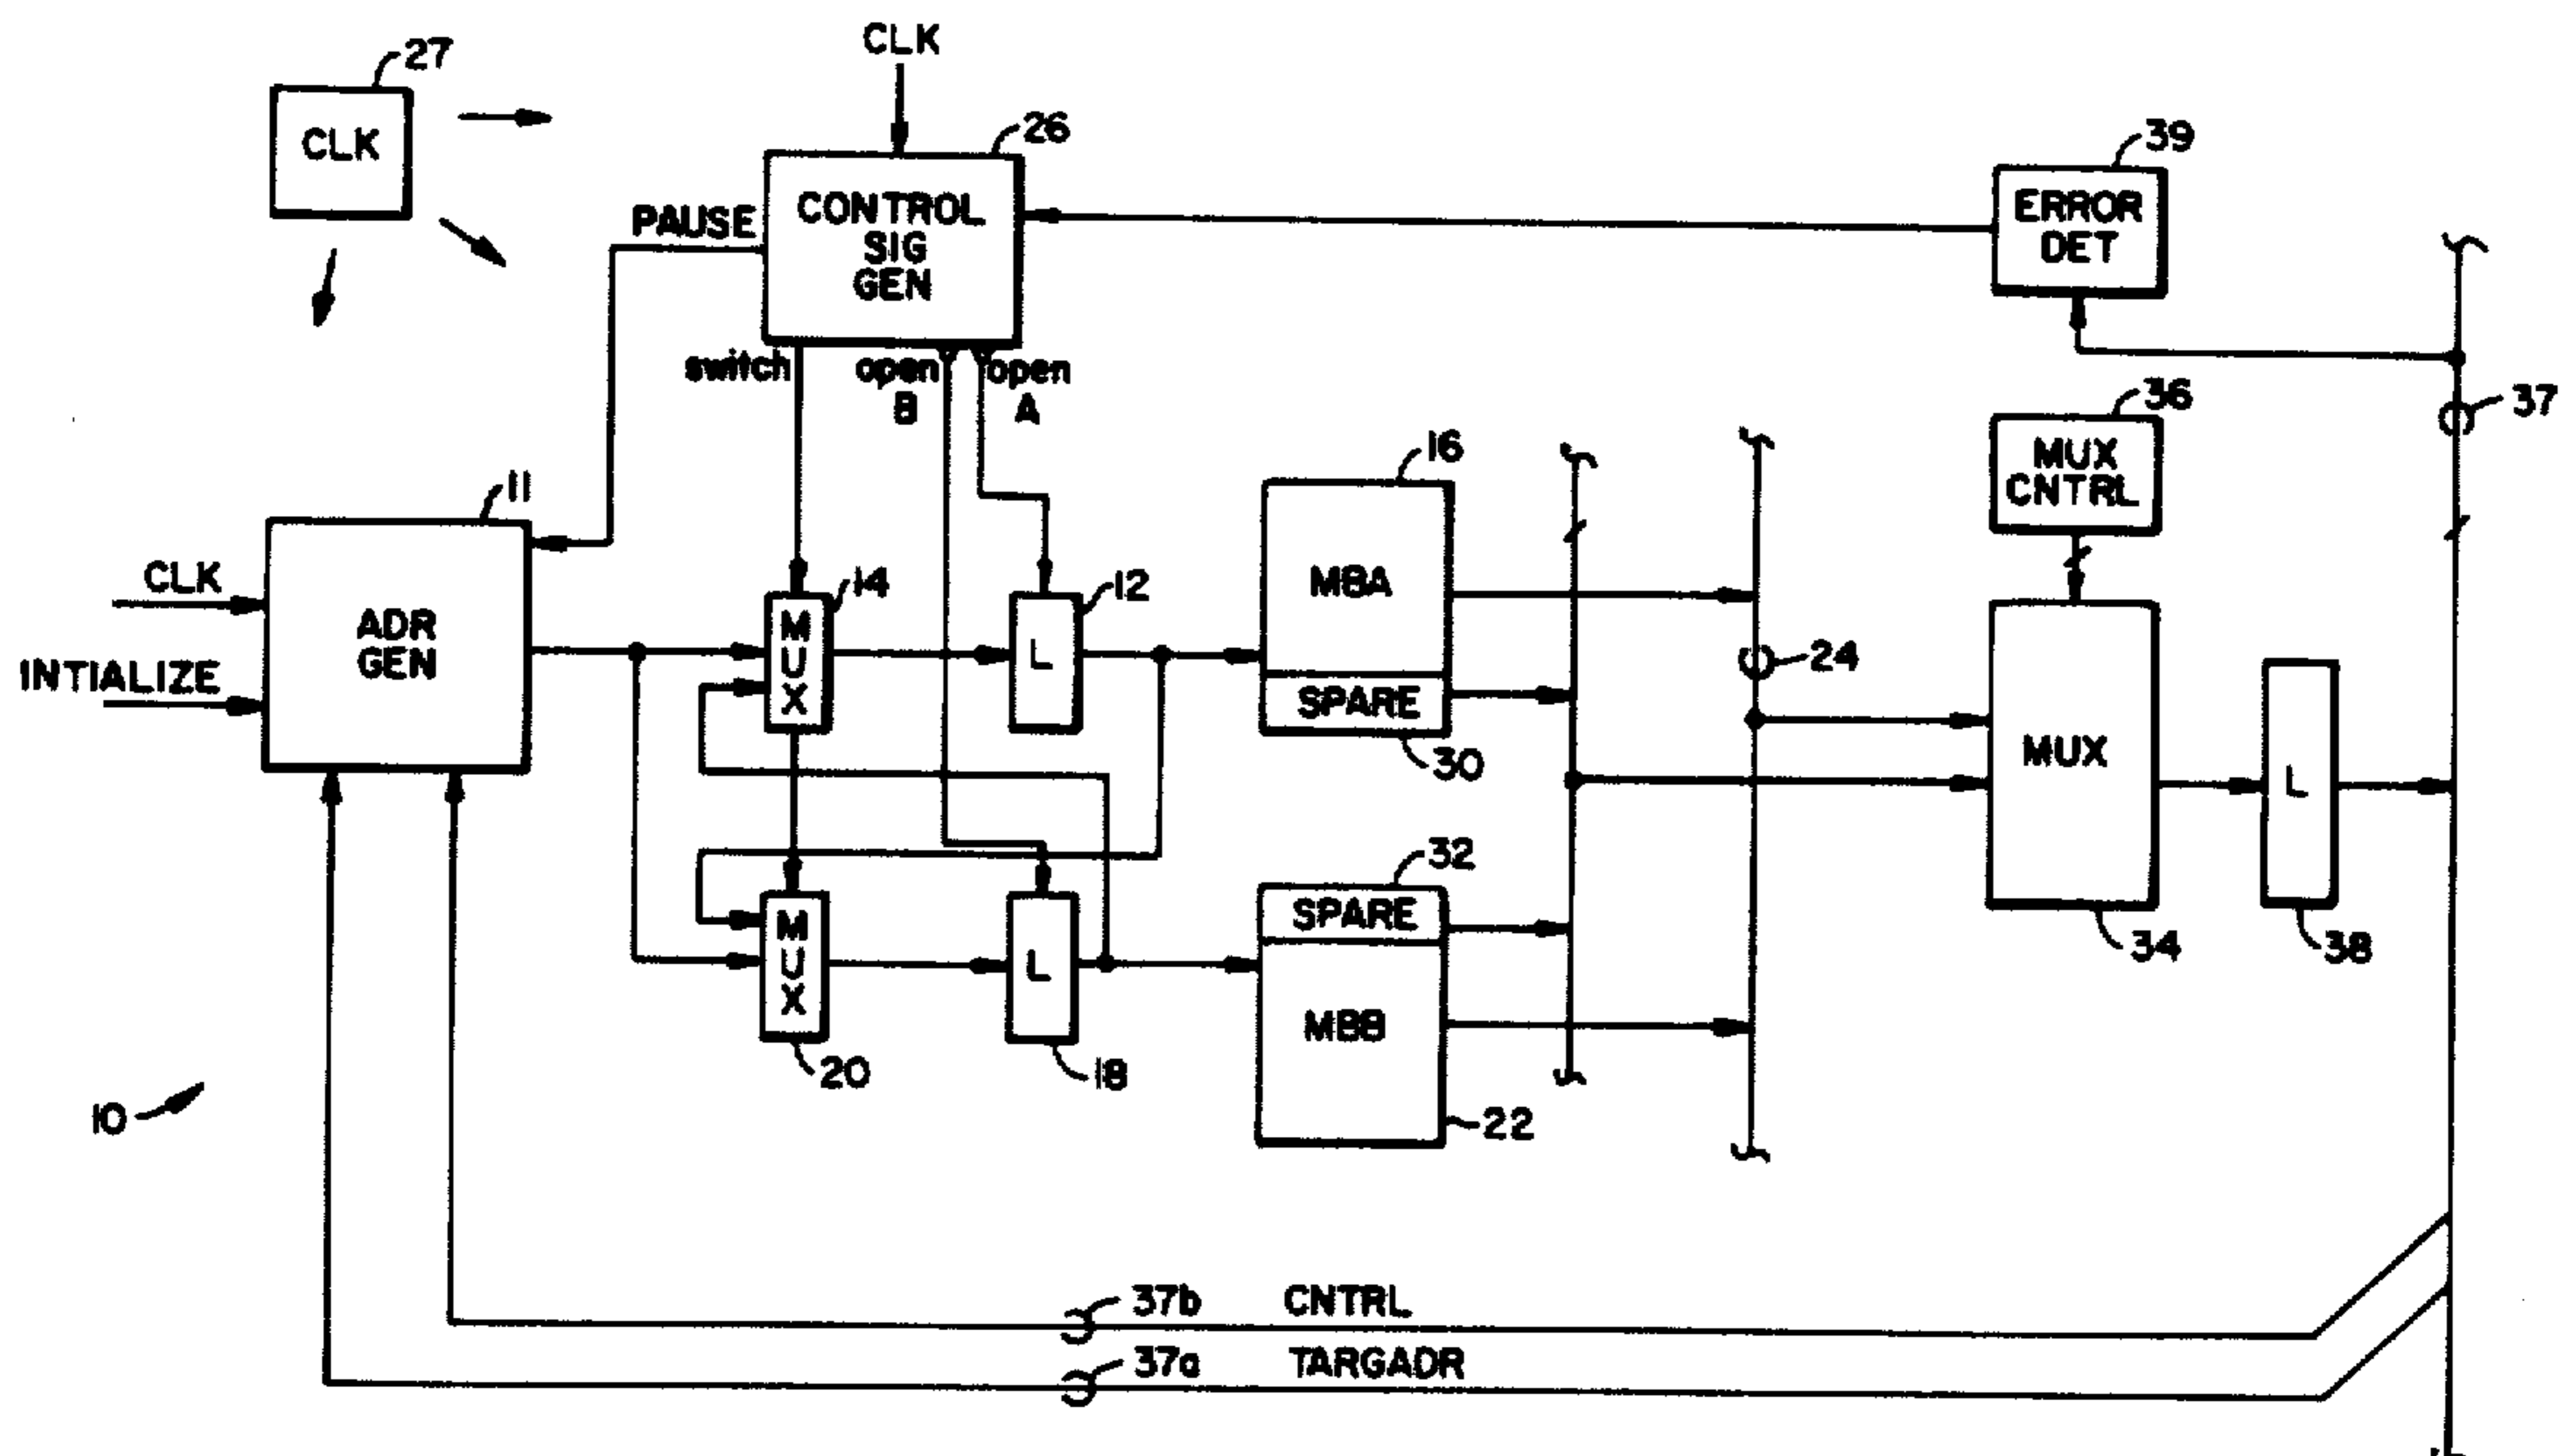 CLK
27
CLK
26
CONTROL
SIG
GEN
PAUSE
switch
open
B
open
A
39
ERROR
DET
37
36
MUX
CNTRL
11
ADR
GEN
CLK
INTIALIZE
14
MUX
12
L
16
MBA
SPARE
30
24
MUX
34
L
38
32
SPARE
MBB
22
MUX
20
L
18
10
37b
CNTRL
37a
TARGADR